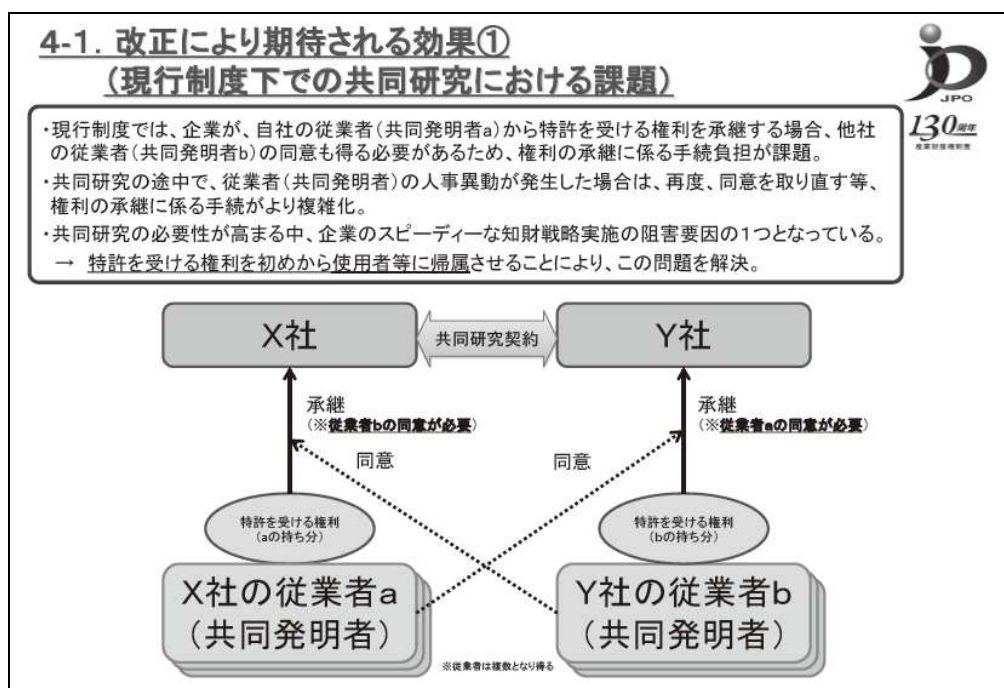 4-1. 改正により期待される効果①
(現行制度下での共同研究における課題)
JPO
130周年
産業財産権制度
・現行制度では、企業が、自社の従業者(共同発明者a)から特許を受ける権利を承継する場合、他社
の従業者(共同発明者b)の同意も得る必要があるため、権利の承継に係る手続負担が課題。
・共同研究の途中で、従業者(共同発明者)の人事異動が発生した場合は、再度、同意を取り直す等、
権利の承継に係る手続がより複雑化。
・共同研究の必要性が高まる中、企業のスピーディーな知財戦略実施の阻害要因の1つとなっている。
→ 特許を受ける権利を初めから使用者等に帰属させることにより、この問題を解決。
X社
共同研究契約
Y社
承継
(※従業者bの同意が必要)
承継
(※従業者aの同意が必要)
同意
同意
特許を受ける権利
(aの持ち分)
特許を受ける権利
(bの持ち分)
X社の従業者a
(共同発明者)
Y社の従業者b
(共同発明者)
※従業者は複数となり得る